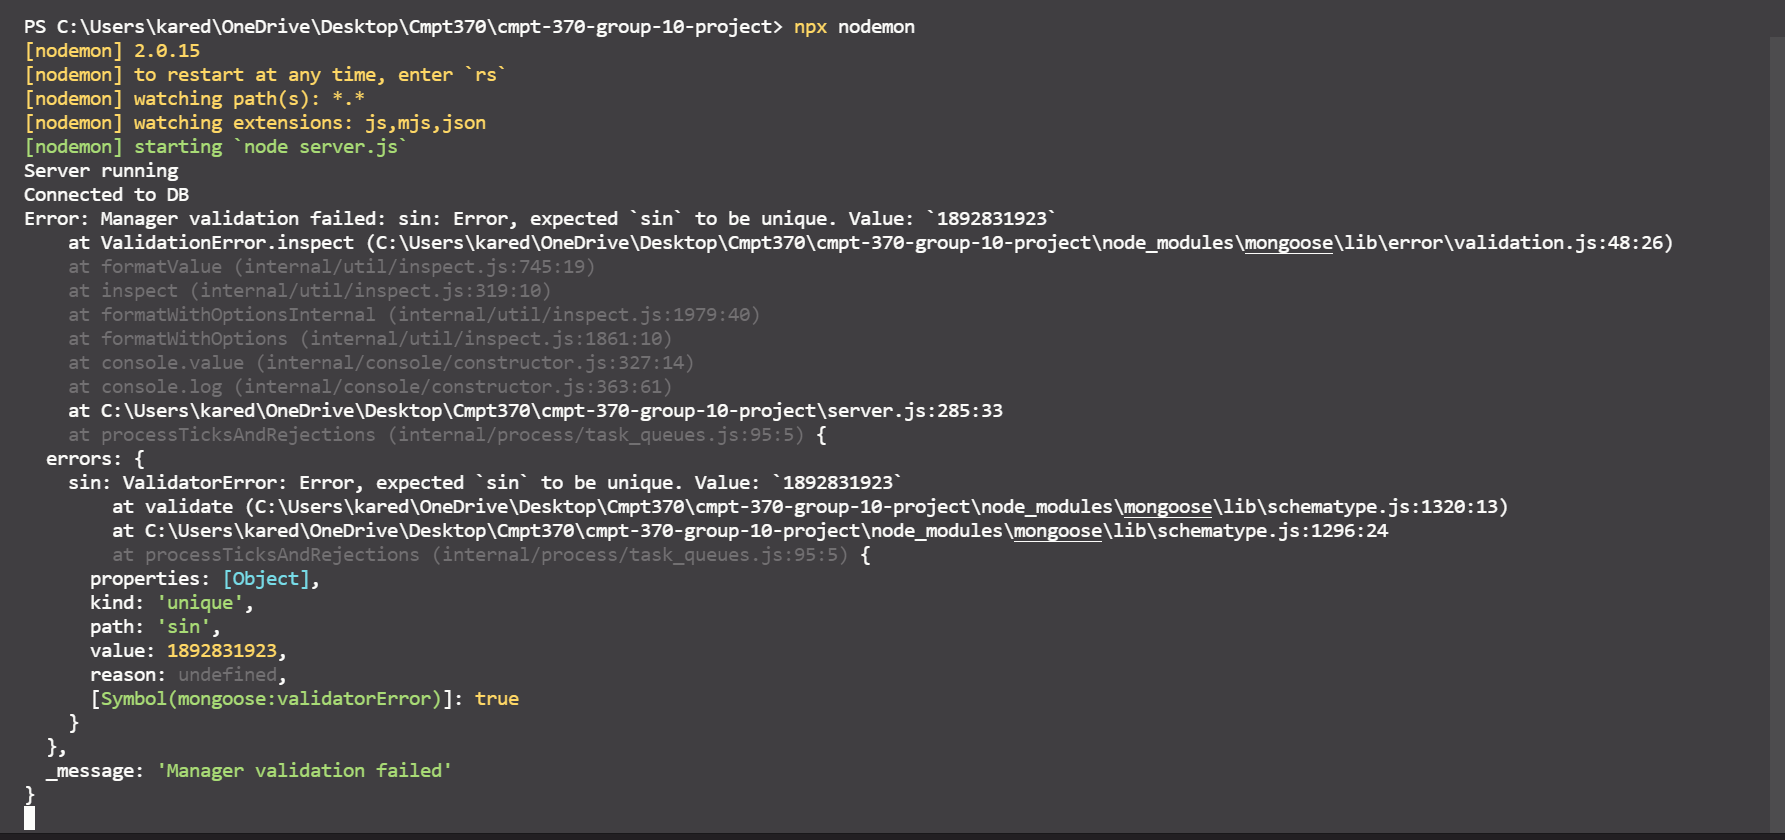 PS C:\Users\kared\OneDrive\Desktop\Cmpt370\cmpt-370-group-10-project> npx nodemon
[nodemon] 2.0.15
[nodemon] to restart at any time, enter `rs`
[nodemon] watching path(s): *.*
[nodemon] watching extensions: js,mjs,json
[nodemon] starting `node server.js`
Server running
Connected to DB
Error: Manager validation failed: sin: Error, expected `sin` to be unique. Value: `1892831923`
    at ValidationError.inspect (C:\Users\kared\OneDrive\Desktop\Cmpt370\cmpt-370-group-10-project\node_modules\mongoose\lib\error\validation.js:48:26)
    at formatValue (internal/util/inspect.js:745:19)
    at inspect (internal/util/inspect.js:319:10)
    at formatWithOptionsInternal (internal/util/inspect.js:1979:40)
    at formatWithOptions (internal/util/inspect.js:1861:10)
    at console.value (internal/console/constructor.js:327:14)
    at console.log (internal/console/constructor.js:363:61)
    at C:\Users\kared\OneDrive\Desktop\Cmpt370\cmpt-370-group-10-project\server.js:285:33
    at processTicksAndRejections (internal/process/task_queues.js:95:5) {
  errors: {
    sin: ValidatorError: Error, expected `sin` to be unique. Value: `1892831923`
        at validate (C:\Users\kared\OneDrive\Desktop\Cmpt370\cmpt-370-group-10-project\node_modules\mongoose\lib\schematype.js:1320:13)
        at C:\Users\kared\OneDrive\Desktop\Cmpt370\cmpt-370-group-10-project\node_modules\mongoose\lib\schematype.js:1296:24
        at processTicksAndRejections (internal/process/task_queues.js:95:5) {
      properties: [Object],
      kind: 'unique',
      path: 'sin',
      value: 1892831923,
      reason: undefined,
      [Symbol(mongoose:validatorError)]: true
    }
  },
  _message: 'Manager validation failed'
}